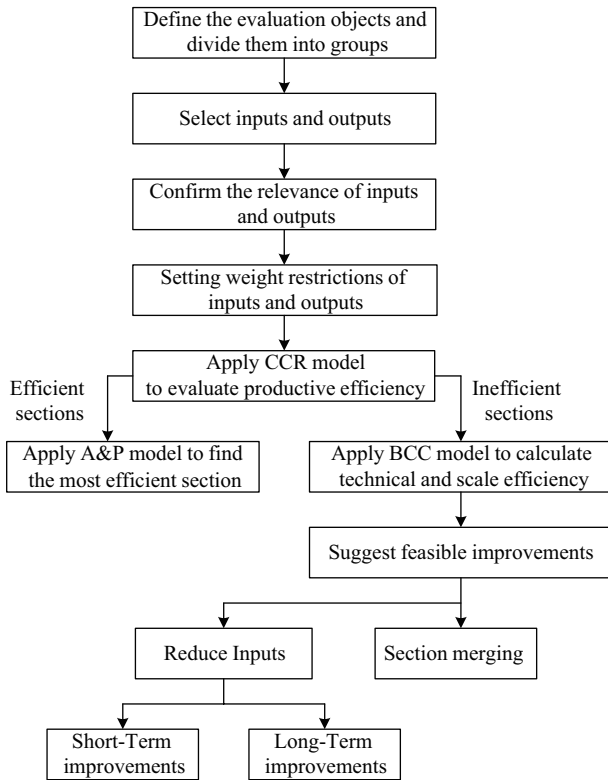 Define the evaluation objects and
divide them into groups
Select inputs and outputs
Confirm the relevance of inputs
and outputs
Setting weight restrictions of
inputs and outputs
Apply CCR model
to evaluate productive efficiency
Efficient
sections
Inefficient
sections
Apply A&P model to find
the most efficient section
Apply BCC model to calculate
technical and scale efficiency
Suggest feasible improvements
Reduce Inputs
Section merging
Short-Term
improvements
Long-Term
improvements